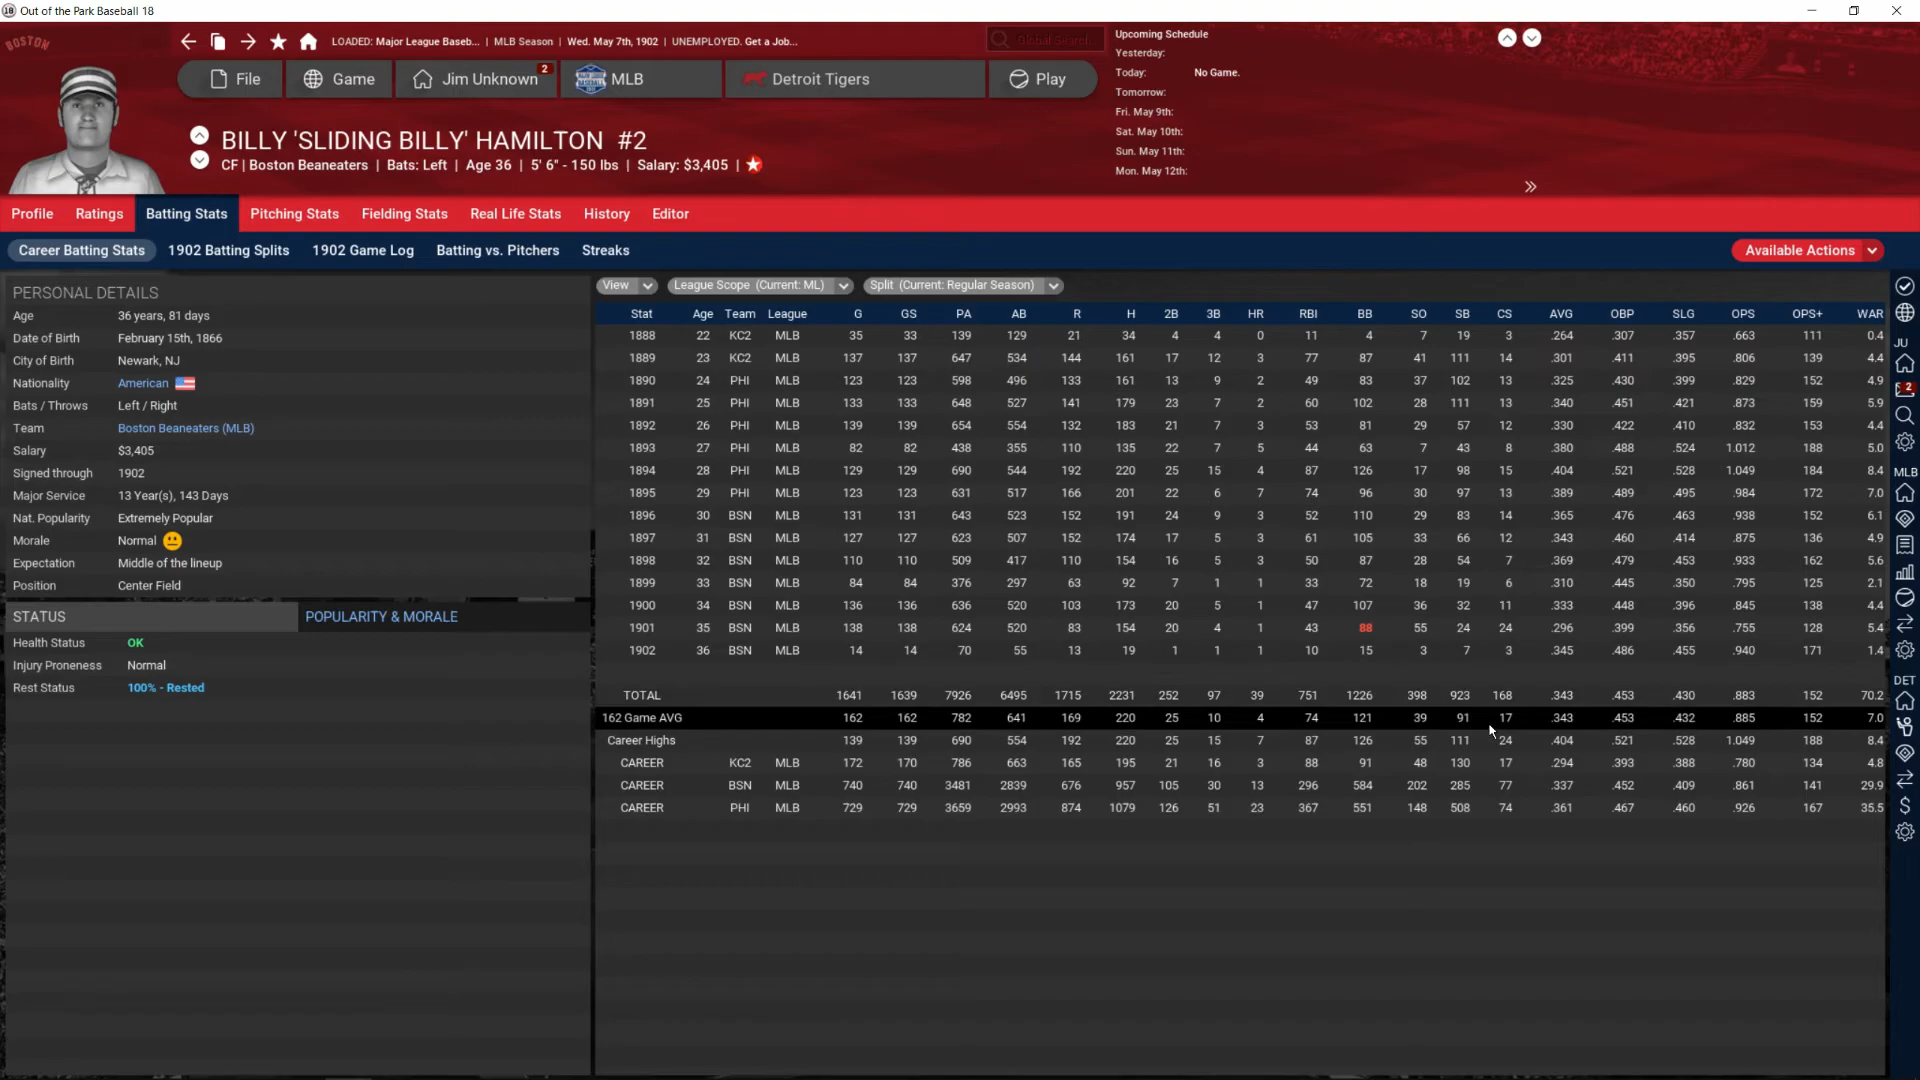 Out of the Park Baseball 18
BOSTON
LOADED: Major League Baseb... | MLB Season | Wed. May 7th, 1902 | UNEMPLOYED. Get a Job...
Global Search...
File
Game
Jim Unknown
2
MLB
Detroit Tigers
Play
Upcoming Schedule
Yesterday:
Today: No Game.
Tomorrow:
Fri. May 9th:
Sat. May 10th:
Sun. May 11th:
Mon. May 12th:
BILLY 'SLIDING BILLY' HAMILTON #2
CF | Boston Beaneaters | Bats: Left | Age 36 | 5' 6" - 150 lbs | Salary: $3,405 |
Profile Ratings Batting Stats Pitching Stats Fielding Stats Real Life Stats History Editor
Career Batting Stats 1902 Batting Splits 1902 Game Log Batting vs. Pitchers Streaks
Available Actions
PERSONAL DETAILS
Age 36 years, 81 days
Date of Birth February 15th, 1866
City of Birth Newark, NJ
Nationality American
Bats / Throws Left / Right
Team Boston Beaneaters (MLB)
Salary $3,405
Signed through 1902
Major Service 13 Year(s), 143 Days
Nat. Popularity Extremely Popular
Morale Normal
Expectation Middle of the lineup
Position Center Field
STATUS
POPULARITY & MORALE
Health Status OK
Injury Proneness Normal
Rest Status 100% - Rested
View
League Scope (Current: ML)
Split (Current: Regular Season)
Stat Age Team League G GS PA AB R H 2B 3B HR RBI BB SO SB CS AVG OBP SLG OPS OPS+ WAR
1888 22 KC2 MLB 35 33 139 129 21 34 4 4 0 11 4 7 19 3 .264 .307 .357 .663 111 0.4
1889 23 KC2 MLB 137 137 647 534 144 161 17 12 3 77 87 41 111 14 .301 .411 .395 .806 139 4.4
1890 24 PHI MLB 123 123 598 496 133 161 13 9 2 49 83 37 102 13 .325 .430 .399 .829 152 4.9
1891 25 PHI MLB 133 133 648 527 141 179 23 7 2 60 102 28 111 13 .340 .451 .421 .873 159 5.9
1892 26 PHI MLB 139 139 654 554 132 183 21 7 3 53 81 29 57 12 .330 .422 .410 .832 153 4.4
1893 27 PHI MLB 82 82 438 355 110 135 22 7 5 44 63 7 43 8 .380 .488 .524 1.012 188 5.0
1894 28 PHI MLB 129 129 690 544 192 220 25 15 4 87 126 17 98 15 .404 .521 .528 1.049 184 8.4
1895 29 PHI MLB 123 123 631 517 166 201 22 6 7 74 96 30 97 13 .389 .489 .495 .984 172 7.0
1896 30 BSN MLB 131 131 643 523 152 191 24 9 3 52 110 29 83 14 .365 .476 .463 .938 152 6.1
1897 31 BSN MLB 127 127 623 507 152 174 17 5 3 61 105 33 66 12 .343 .460 .414 .875 136 4.9
1898 32 BSN MLB 110 110 509 417 110 154 16 5 3 50 87 28 54 7 .369 .479 .453 .933 162 5.6
1899 33 BSN MLB 84 84 376 297 63 92 7 1 1 33 72 18 19 6 .310 .445 .350 .795 125 2.1
1900 34 BSN MLB 136 136 636 520 103 173 20 5 1 47 107 36 32 11 .333 .448 .396 .845 138 4.4
1901 35 BSN MLB 138 138 624 520 83 154 20 4 1 43 88 55 24 24 .296 .399 .356 .755 128 5.4
1902 36 BSN MLB 14 14 70 55 13 19 1 1 1 10 15 3 7 3 .345 .486 .455 .940 171 1.4
TOTAL 1641 1639 7926 6495 1715 2231 252 97 39 751 1226 398 923 168 .343 .453 .430 .883 152 70.2
162 Game AVG 162 162 782 641 169 220 25 10 4 74 121 39 91 17 .343 .453 .432 .885 152 7.0
Career Highs 139 139 690 554 192 220 25 15 7 87 126 55 111 24 .404 .521 .528 1.049 188 8.4
CAREER KC2 MLB 172 170 786 663 165 195 21 16 3 88 91 48 130 17 .294 .393 .388 .780 134 4.8
CAREER BSN MLB 740 740 3481 2839 676 957 105 30 13 296 584 202 285 77 .337 .452 .409 .861 141 29.9
CAREER PHI MLB 729 729 3659 2993 874 1079 126 51 23 367 551 148 508 74 .361 .467 .460 .926 167 35.5
JU
2
MLB
DET